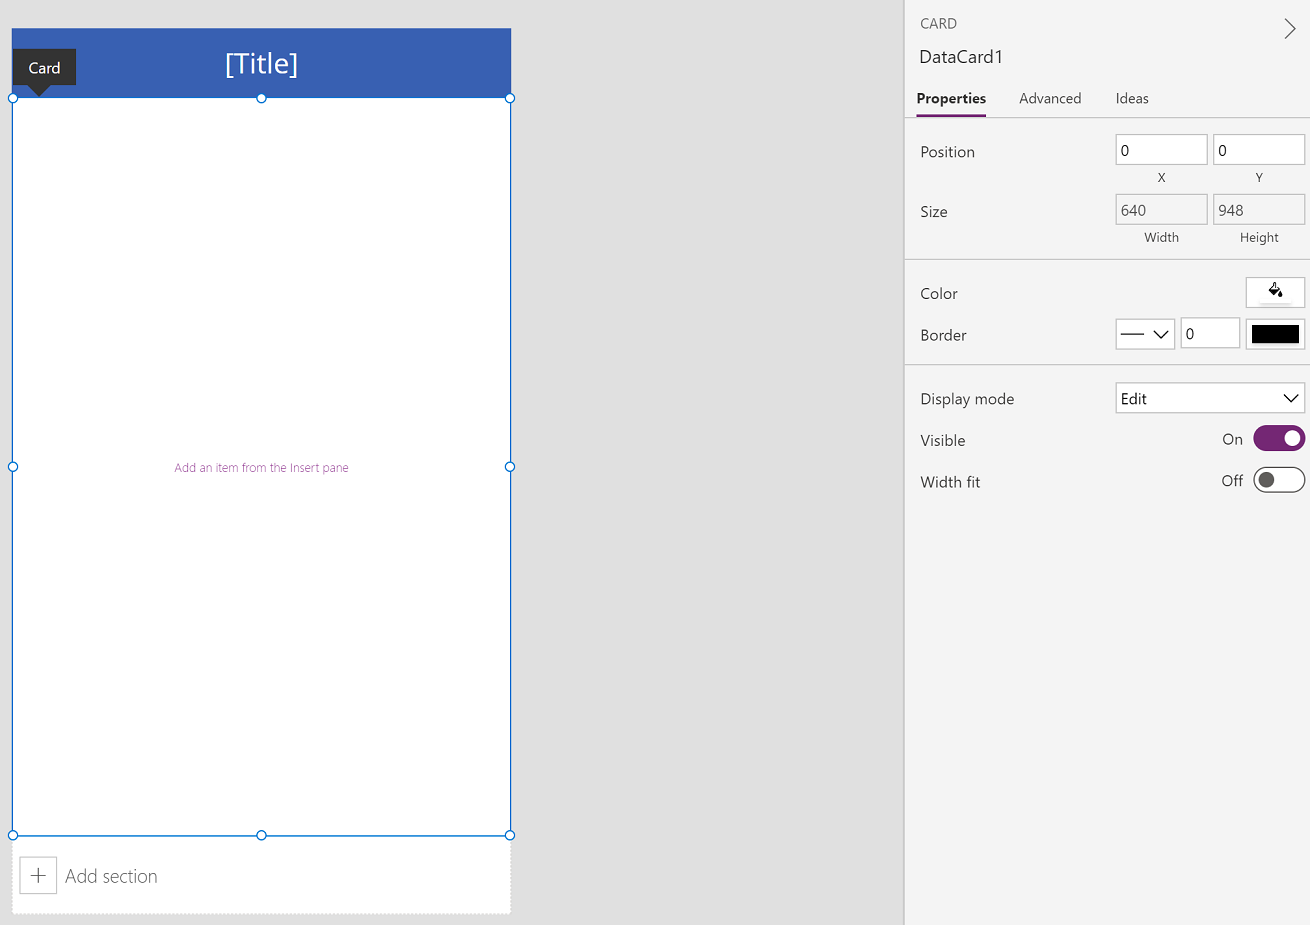 [Title]
Card
Add an item from the Insert pane
Add section
CARD
DataCard1
Properties Advanced Ideas
Position 0 0
X Y
Size 640 948
Width Height
Color
Border 0
Display mode Edit
Visible On
Width fit Off